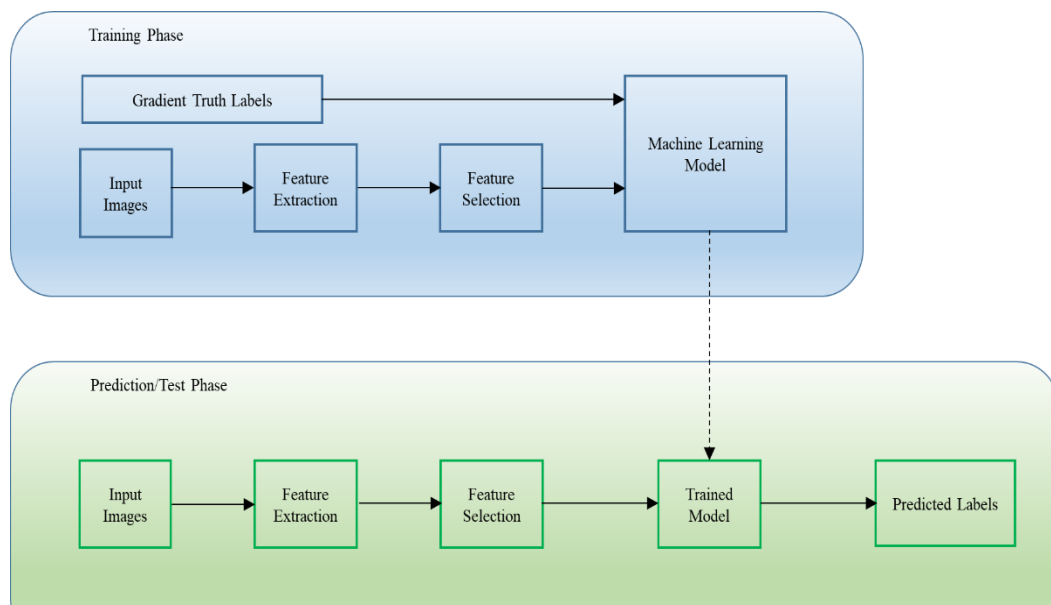 Training Phase
Gradient Truth Labels
Machine Learning
Model
Input
Images
Feature
Extraction
Feature
Selection
Prediction/Test Phase
Input
Images
Feature
Extraction
Feature
Selection
Trained
Model
Predicted Labels